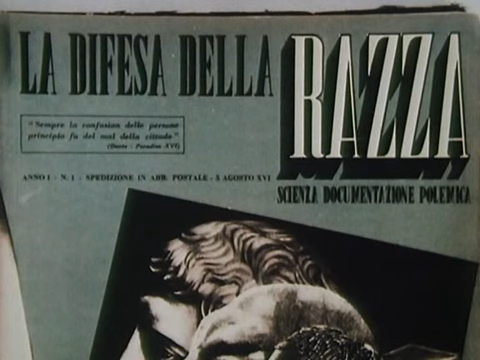 LA DIFESA DELLA RAZZA
"Sempre la confusion delle persone
principio fu del mal della cittade"
(Dante - Paradiso XVI)
ANNO I - N. 1 - SPEDIZIONE IN ABB. POSTALE - 5 AGOSTO XVI
SCIENZA DOCUMENTAZIONE POLEMICA